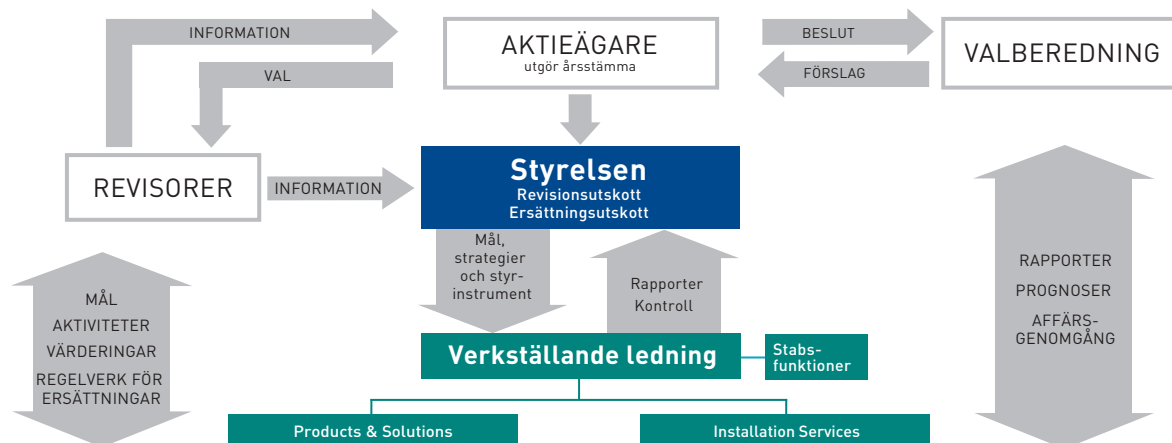 INFORMATION
VAL
AKTIEÄGARE
utgör årsstämma
BESLUT
FÖRSLAG
VALBEREDNING
REVISORER
INFORMATION
Styrelsen
Revisionsutskott
Ersättningsutskott
Mål,
strategier
och styr-
instrument
Rapporter
Kontroll
MÅL
AKTIVITETER
VÄRDERINGAR
REGELVERK FÖR
ERSÄTTNINGAR
RAPPORTER
PROGNOSER
AFFÄRS-
GENOMGÅNG
Verkställande ledning
Stabs-
funktioner
Products & Solutions
Installation Services